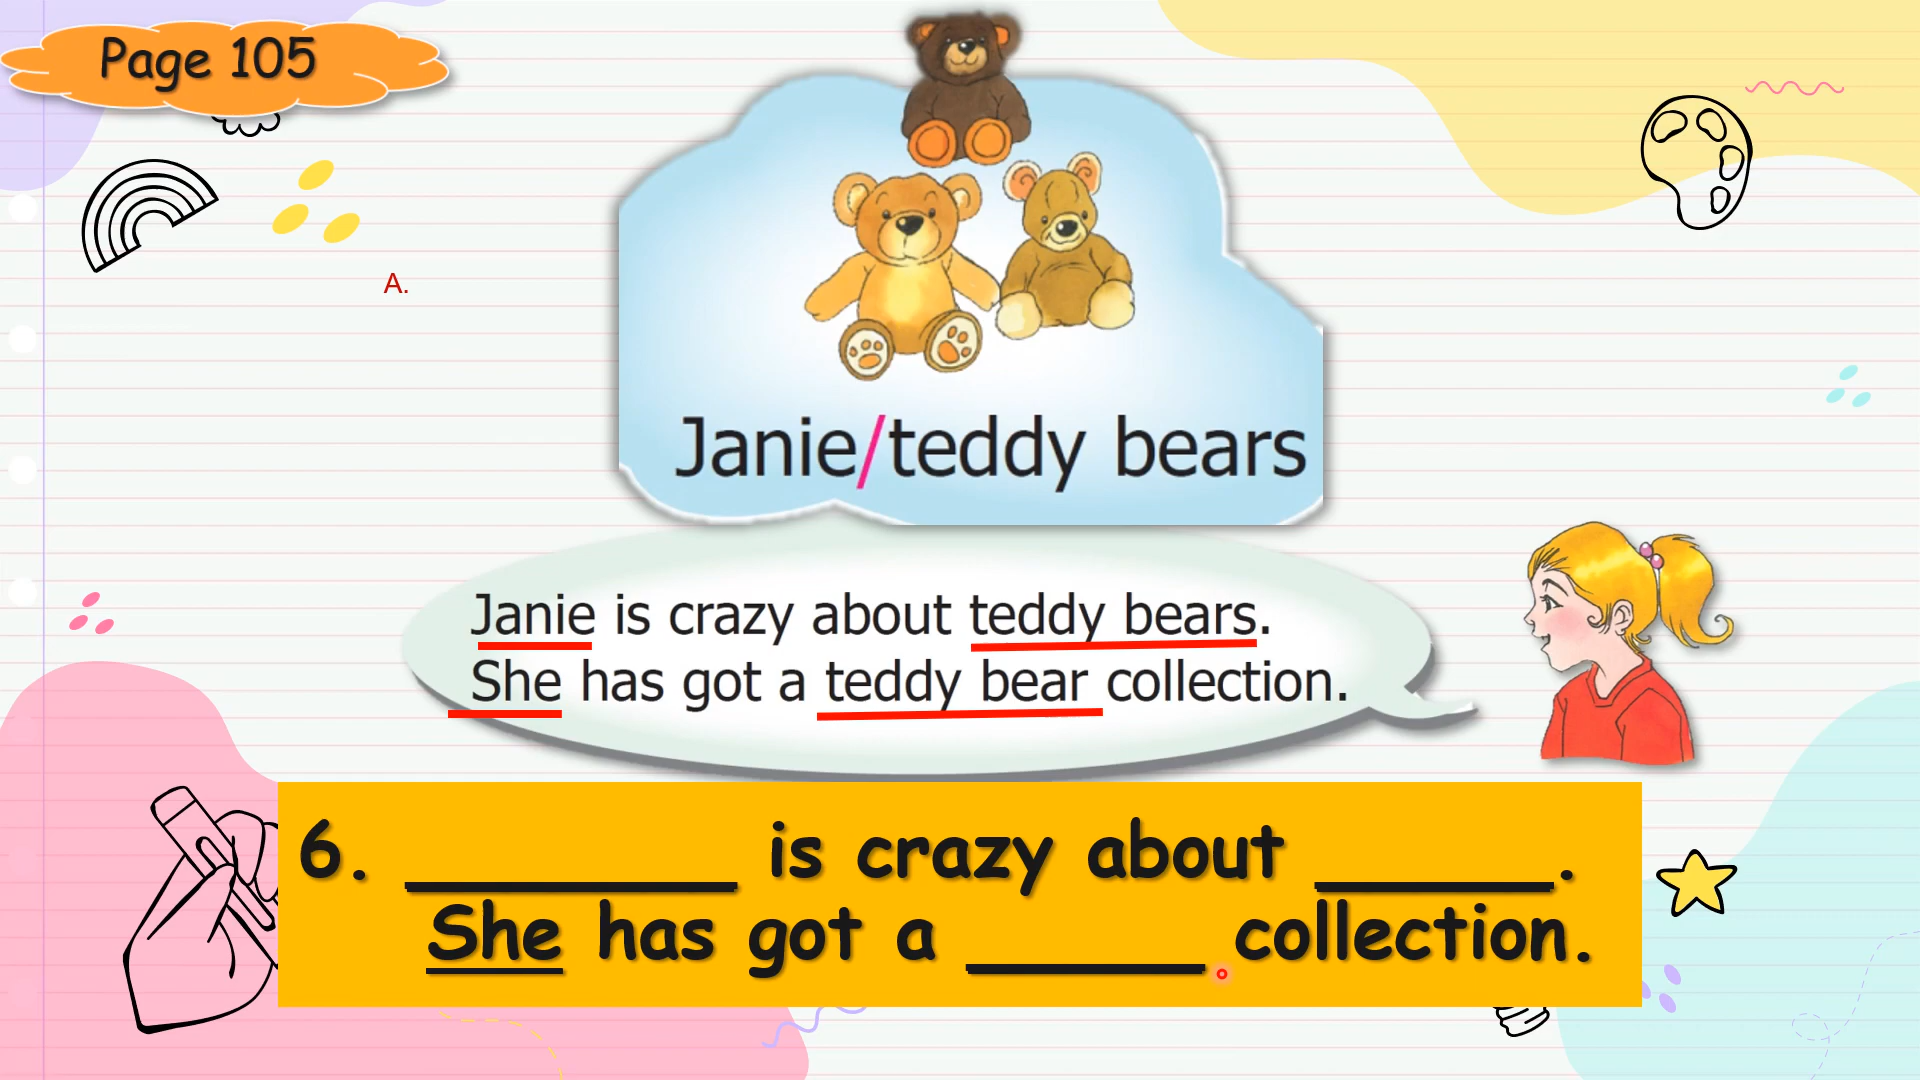 Page 105
A.
Janie/teddy bears
Janie is crazy about teddy bears.
She has got a teddy bear collection.
6. ________ is crazy about ______.
She has got a ______ collection.